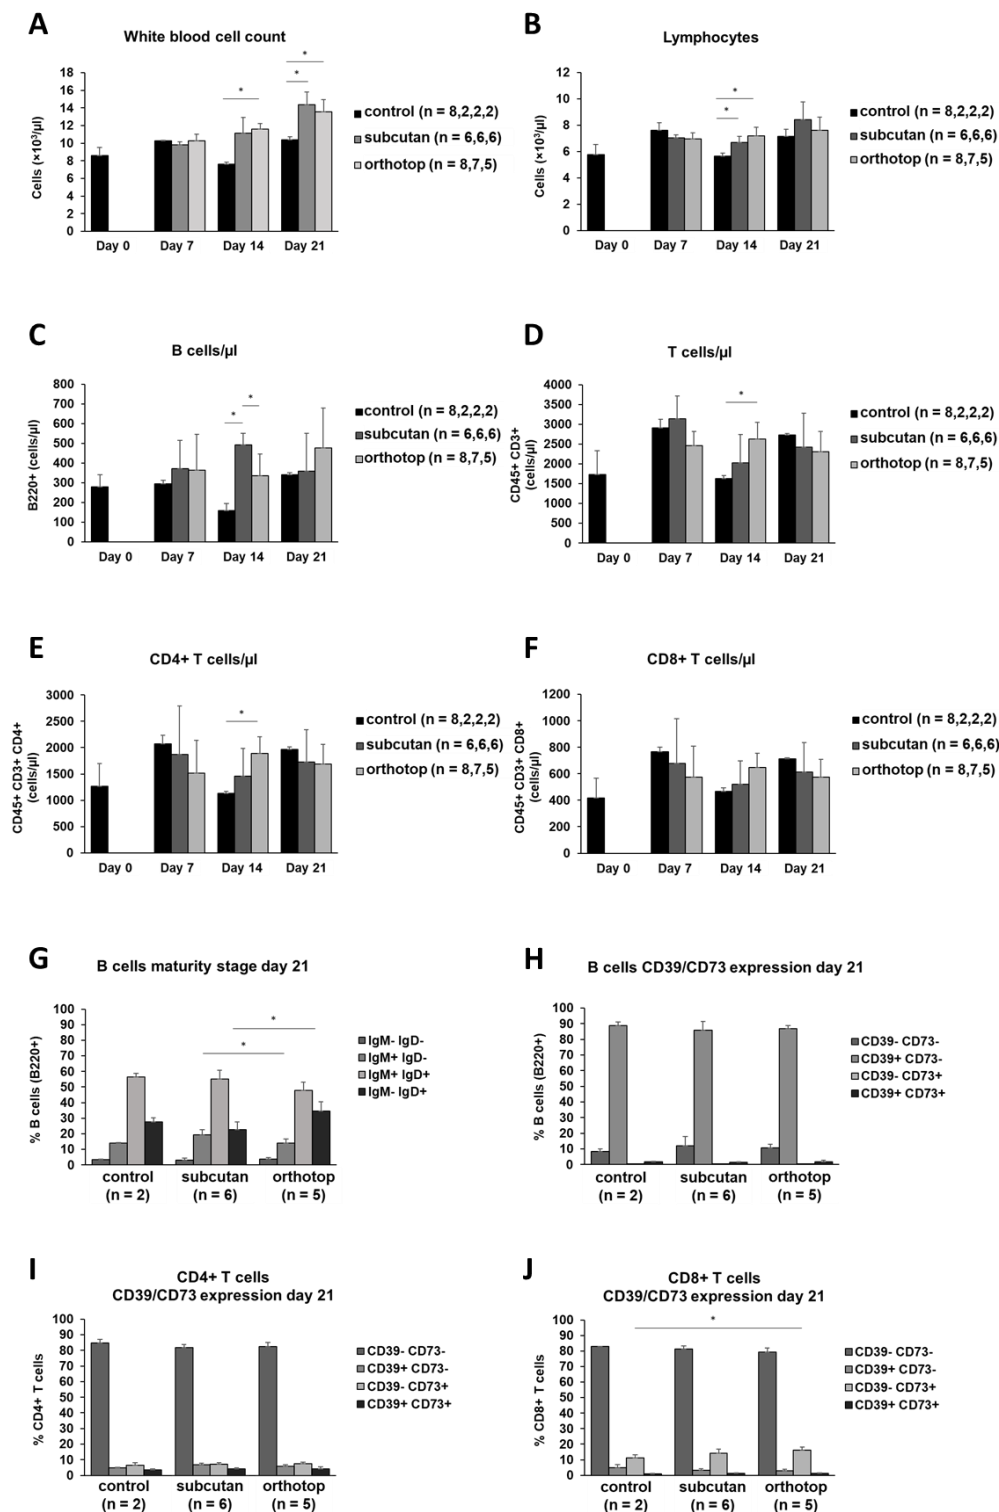 A
White blood cell count
Cells (×10³/µl)
18
16
14
12
10
8
6
4
2
0
*
*
*
Day 0
Day 7
Day 14
Day 21
control (n = 8,2,2,2)
subcutan (n = 6,6,6)
orthotop (n = 8,7,5)
B
Lymphocytes
Cells (×10³/µl)
12
10
8
6
4
2
0
*
*
Day 0
Day 7
Day 14
Day 21
control (n = 8,2,2,2)
subcutan (n = 6,6,6)
orthotop (n = 8,7,5)
C
B cells/µl
B220+ (cells/µl)
800
700
600
500
400
300
200
100
0
*
*
Day 0
Day 7
Day 14
Day 21
control (n = 8,2,2,2)
subcutan (n = 6,6,6)
orthotop (n = 8,7,5)
D
T cells/µl
CD45+ CD3+
(cells/µl)
4000
3500
3000
2500
2000
1500
1000
500
0
*
Day 0
Day 7
Day 14
Day 21
control (n = 8,2,2,2)
subcutan (n = 6,6,6)
orthotop (n = 8,7,5)
E
CD4+ T cells/µl
CD45+ CD3+ CD4+
(cells/µl)
3000
2500
2000
1500
1000
500
0
*
Day 0
Day 7
Day 14
Day 21
control (n = 8,2,2,2)
subcutan (n = 6,6,6)
orthotop (n = 8,7,5)
F
CD8+ T cells/µl
CD45+ CD3+ CD8+
(cells/µl)
1200
1000
800
600
400
200
0
Day 0
Day 7
Day 14
Day 21
control (n = 8,2,2,2)
subcutan (n = 6,6,6)
orthotop (n = 8,7,5)
G
B cells maturity stage day 21
% B cells (B220+)
100
90
80
70
60
50
40
30
20
10
0
*
*
control
(n = 2)
subcutan
(n = 6)
orthotop
(n = 5)
IgM- IgD-
IgM+ IgD-
IgM+ IgD+
IgM- IgD+
H
B cells CD39/CD73 expression day 21
% B cells (B220+)
100
90
80
70
60
50
40
30
20
10
0
control
(n = 2)
subcutan
(n = 6)
orthotop
(n = 5)
CD39- CD73-
CD39+ CD73-
CD39- CD73+
CD39+ CD73+
I
CD4+ T cells
CD39/CD73 expression day 21
% CD4+ T cells
100
90
80
70
60
50
40
30
20
10
0
control
(n = 2)
subcutan
(n = 6)
orthotop
(n = 5)
CD39- CD73-
CD39+ CD73-
CD39- CD73+
CD39+ CD73+
J
CD8+ T cells
CD39/CD73 expression day 21
% CD8+ T cells
100
90
80
70
60
50
40
30
20
10
0
*
control
(n = 2)
subcutan
(n = 6)
orthotop
(n = 5)
CD39- CD73-
CD39+ CD73-
CD39- CD73+
CD39+ CD73+